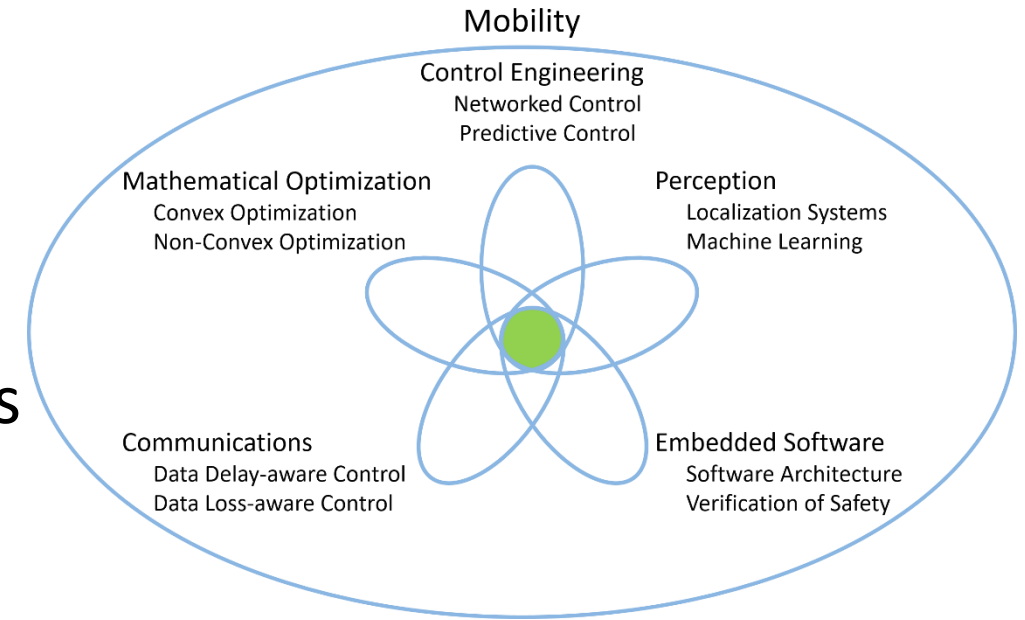 Mobility
Control Engineering
Networked Control
Predictive Control
Mathematical Optimization
Convex Optimization
Non-Convex Optimization
Perception
Localization Systems
Machine Learning
s
Communications
Data Delay-aware Control
Data Loss-aware Control
Embedded Software
Software Architecture
Verification of Safety